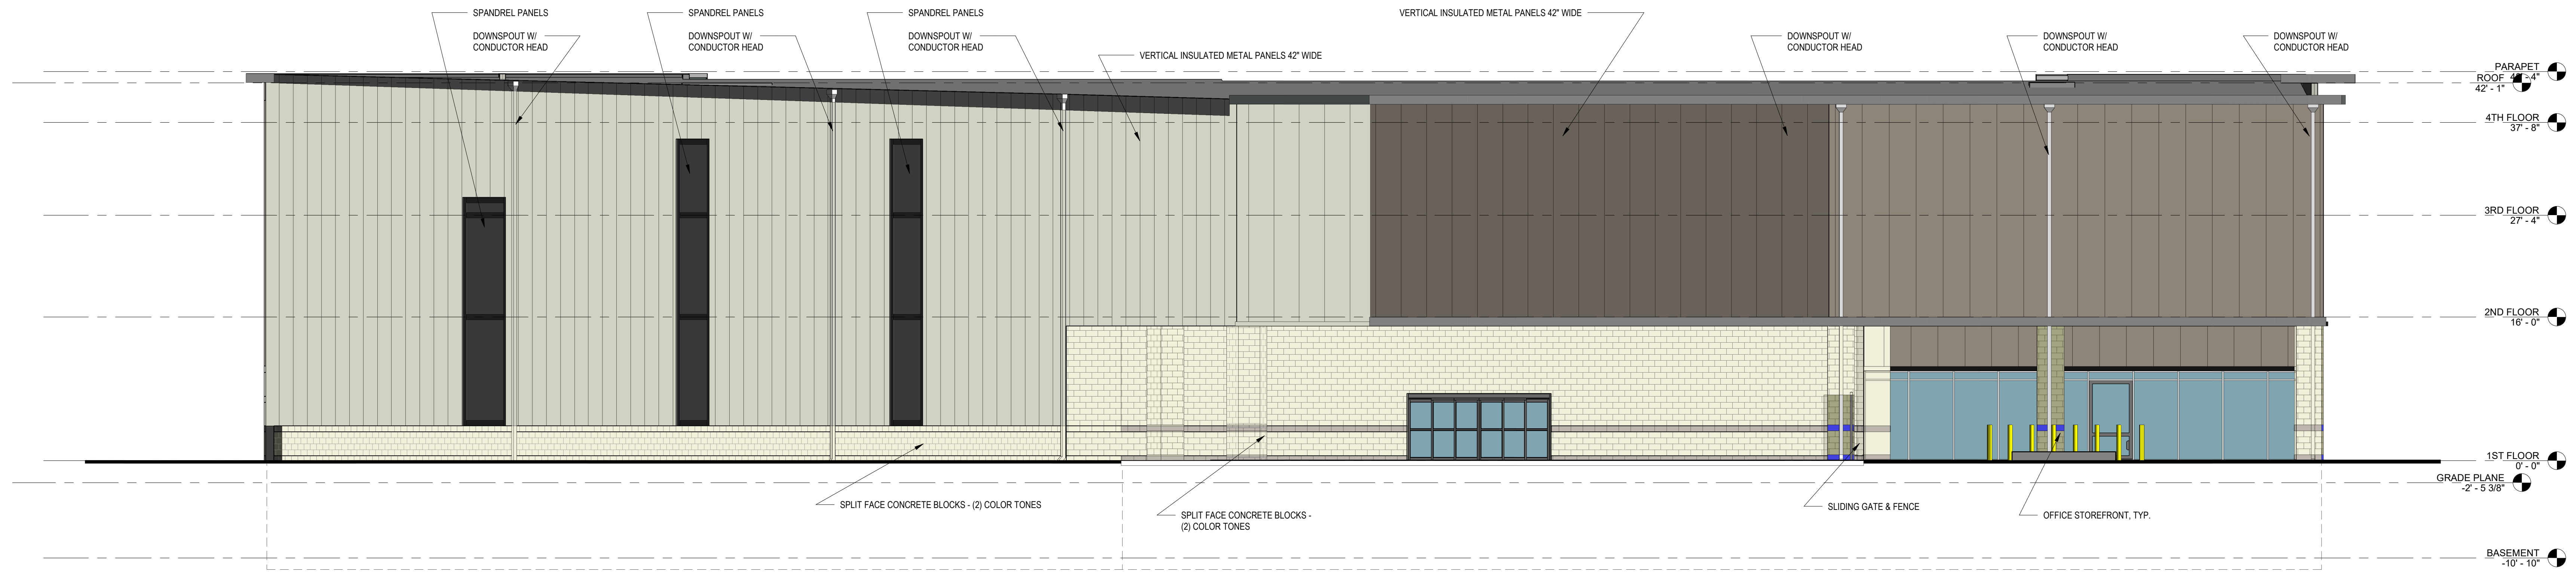 SPANDREL PANELS
SPANDREL PANELS
SPANDREL PANELS
VERTICAL INSULATED METAL PANELS 42" WIDE
DOWNSPOUT W/
CONDUCTOR HEAD
DOWNSPOUT W/
CONDUCTOR HEAD
DOWNSPOUT W/
CONDUCTOR HEAD
DOWNSPOUT W/
CONDUCTOR HEAD
DOWNSPOUT W/
CONDUCTOR HEAD
DOWNSPOUT W/
CONDUCTOR HEAD
VERTICAL INSULATED METAL PANELS 42" WIDE
PARAPET
ROOF
42' - 1"
4TH FLOOR
37' - 8"
3RD FLOOR
27' - 4"
2ND FLOOR
16' - 0"
1ST FLOOR
0' - 0"
GRADE PLANE
-2' - 5 3/8"
SPLIT FACE CONCRETE BLOCKS - (2) COLOR TONES
SPLIT FACE CONCRETE BLOCKS -
(2) COLOR TONES
SLIDING GATE & FENCE
OFFICE STOREFRONT, TYP.
BASEMENT
-10' - 10"